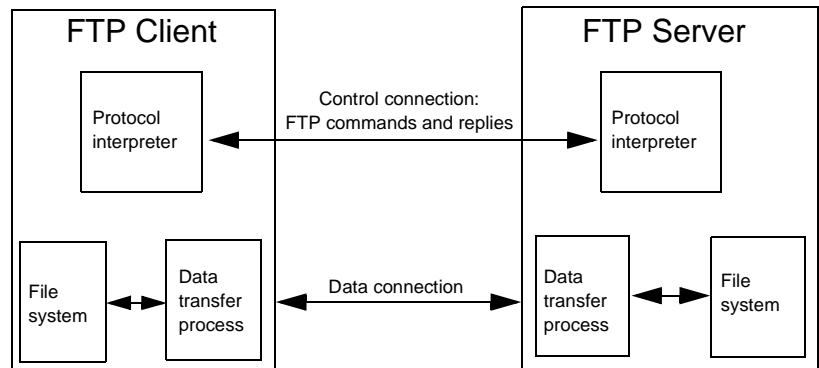 FTP Client
FTP Server
Protocol
interpreter
Control connection:
FTP commands and replies
Protocol
interpreter
File
system
Data
transfer
process
Data connection
Data
transfer
process
File
system